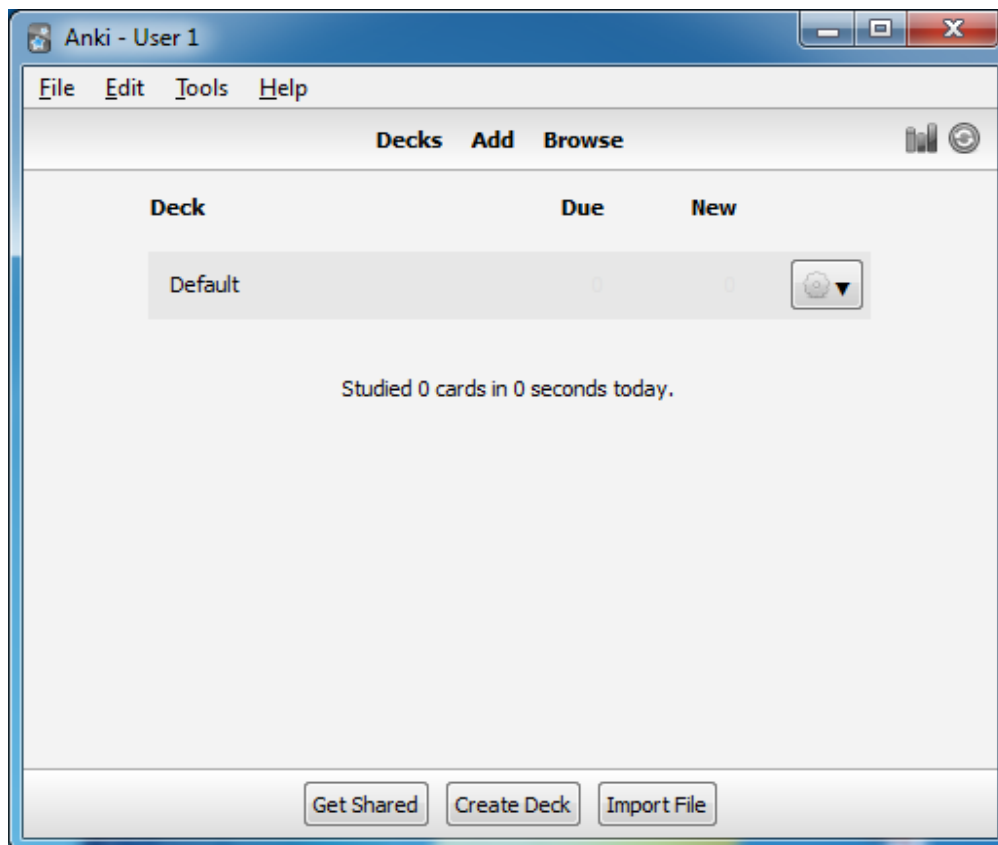 Anki - User 1
File Edit Tools Help
Decks Add Browse
Deck Due New
Default 0 0
Studied 0 cards in 0 seconds today.
Get Shared Create Deck Import File